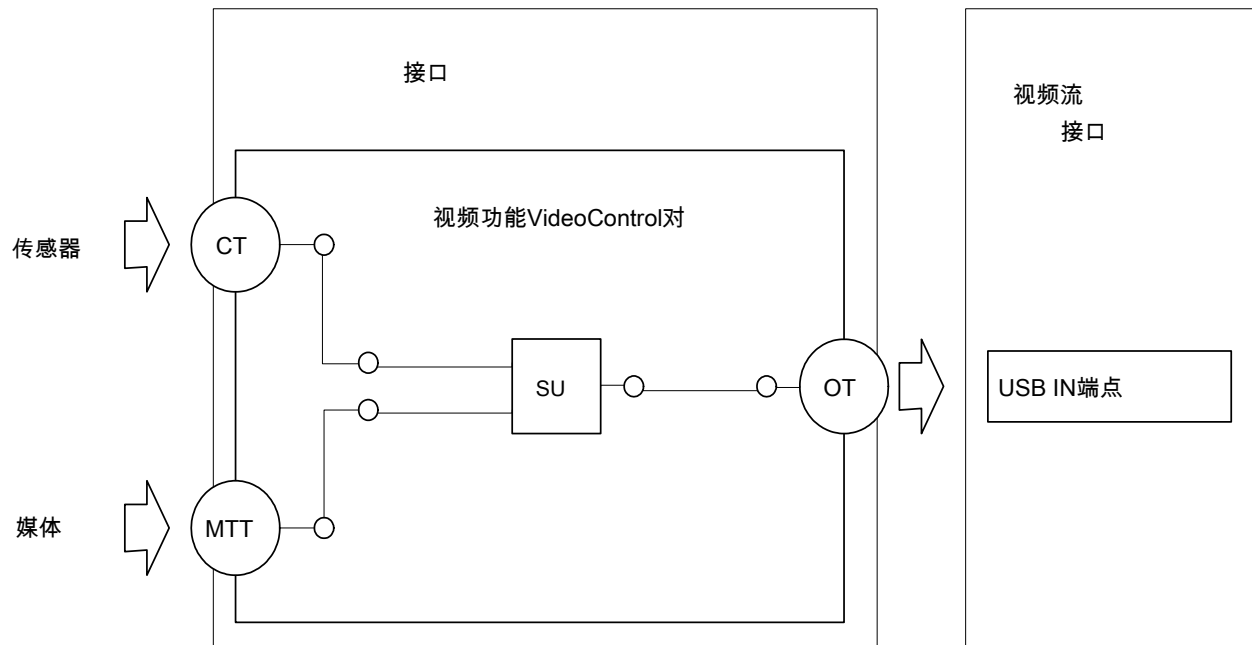 接口
视频流
接口
视频功能VideoControl对
传感器
CT
SU
OT
USB IN端点
媒体
MTT